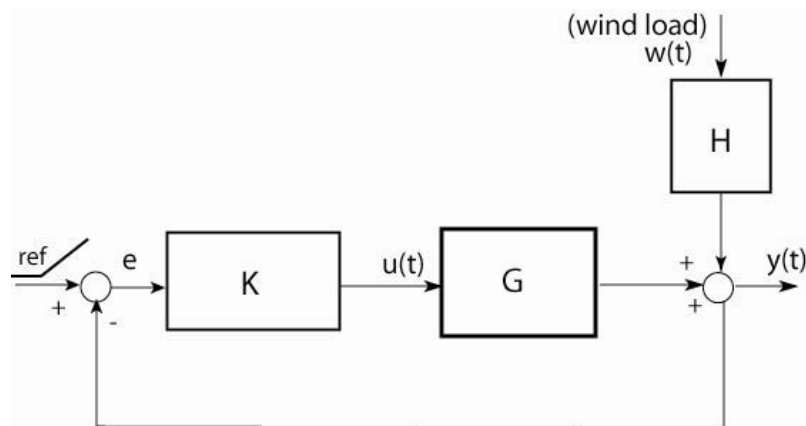 (wind load)
w(t)
H
ref
e
K
u(t)
G
y(t)
+
-
+
+